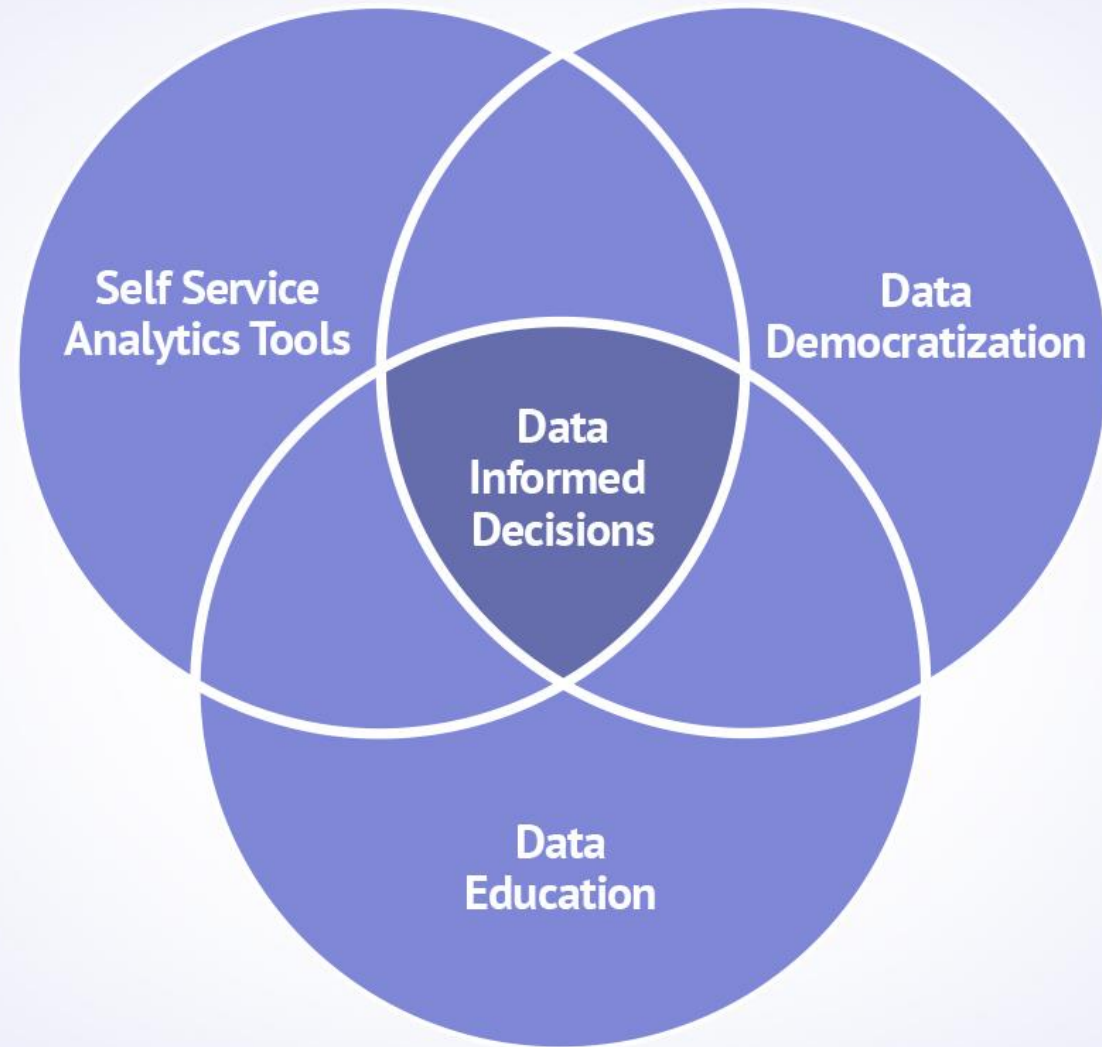 Self Service
Analytics Tools
Data
Democratization
Data
Informed
Decisions
Data
Education